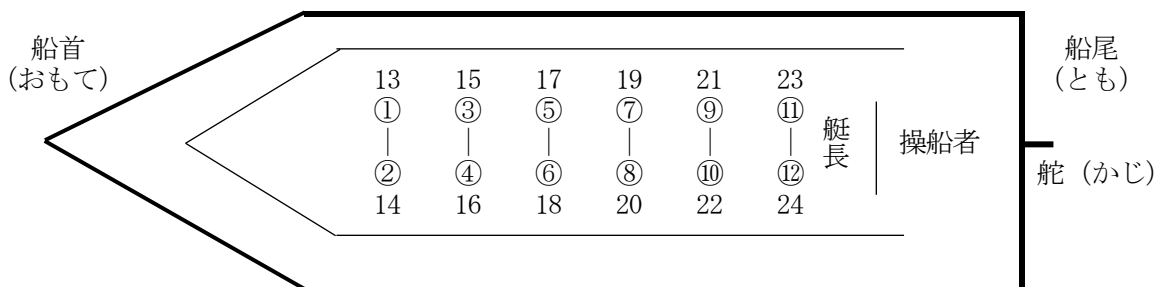 船首
(おもて)
13 15 17 19 21 23
① ③ ⑤ ⑦ ⑨ ⑪
② ④ ⑥ ⑧ ⑩ ⑫
14 16 18 20 22 24
艇長
操船者
船尾
(とも)
舵(かじ)